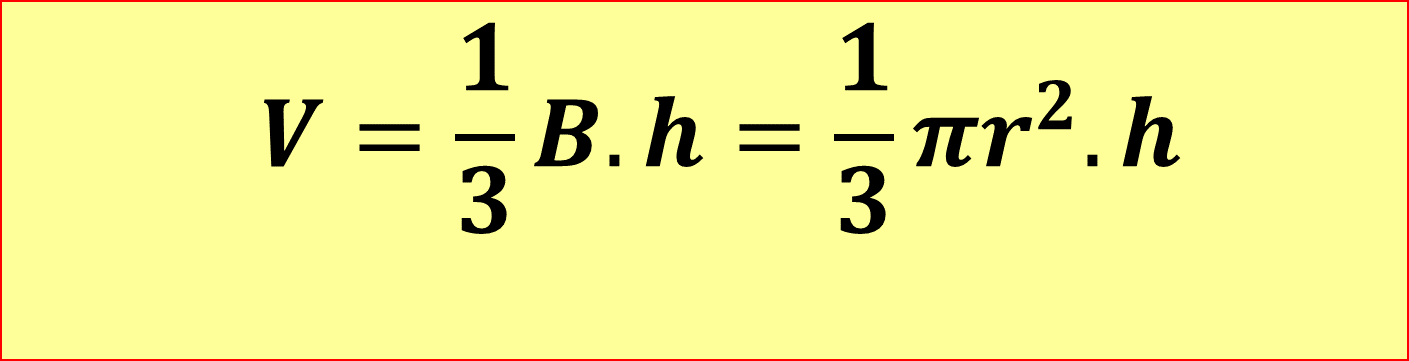 V = 1/3 B . h = 1/3 πr² . h